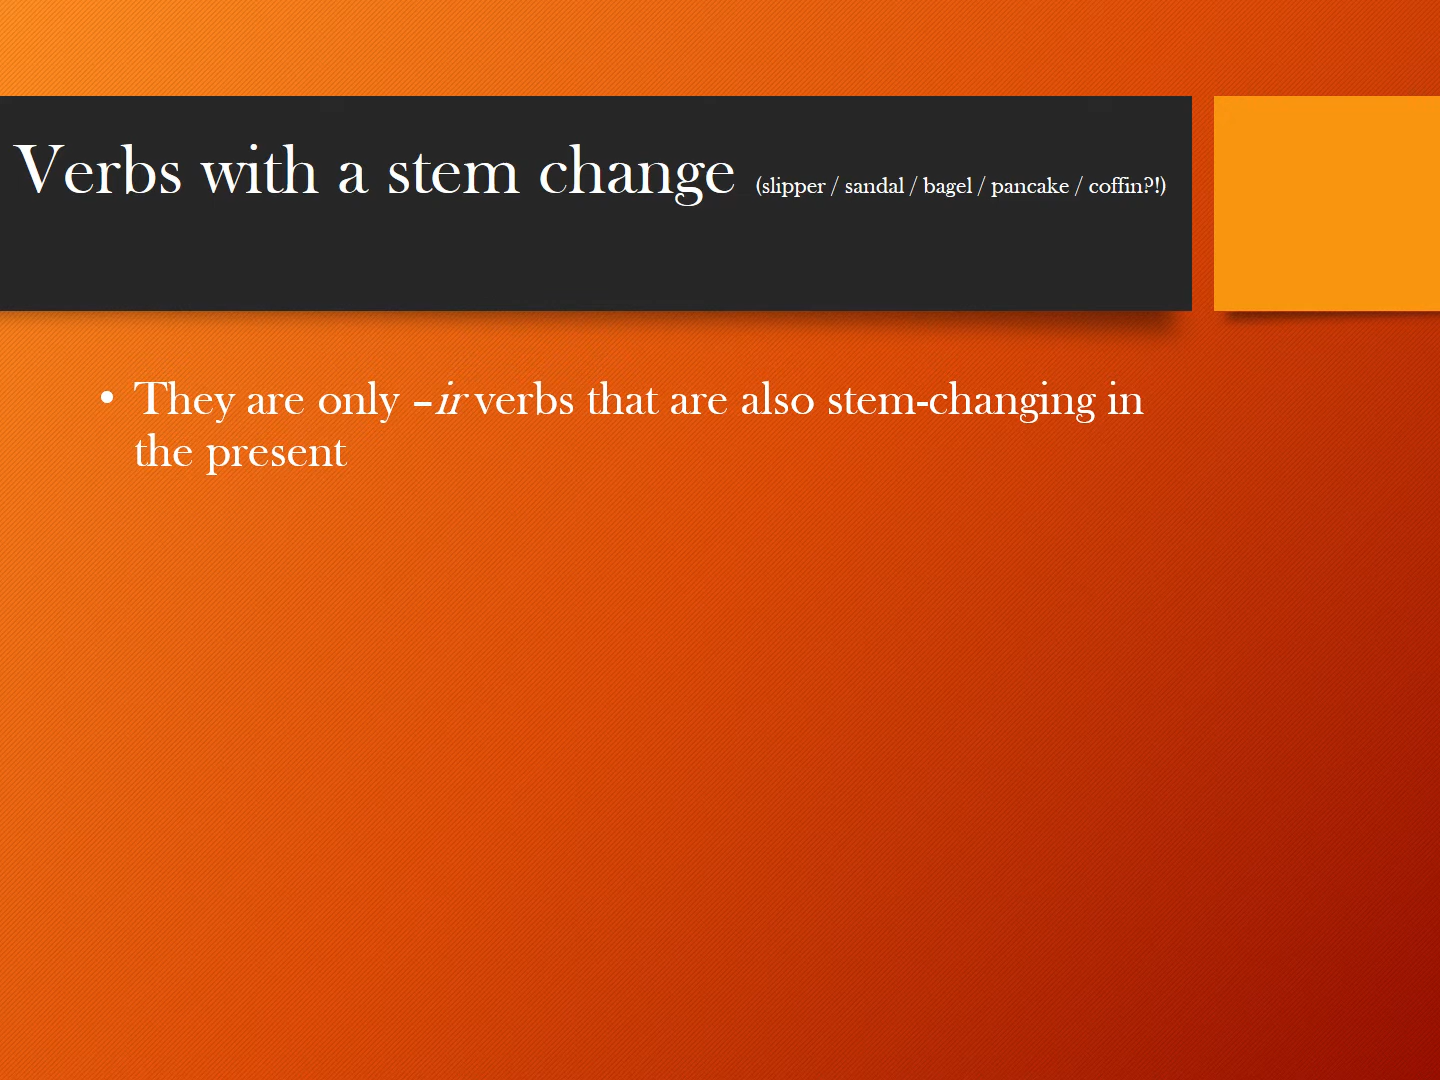 Verbs with a stem change (slipper / sandal / bagel / pancake / coffin?!)
• They are only –ir verbs that are also stem-changing in
the present